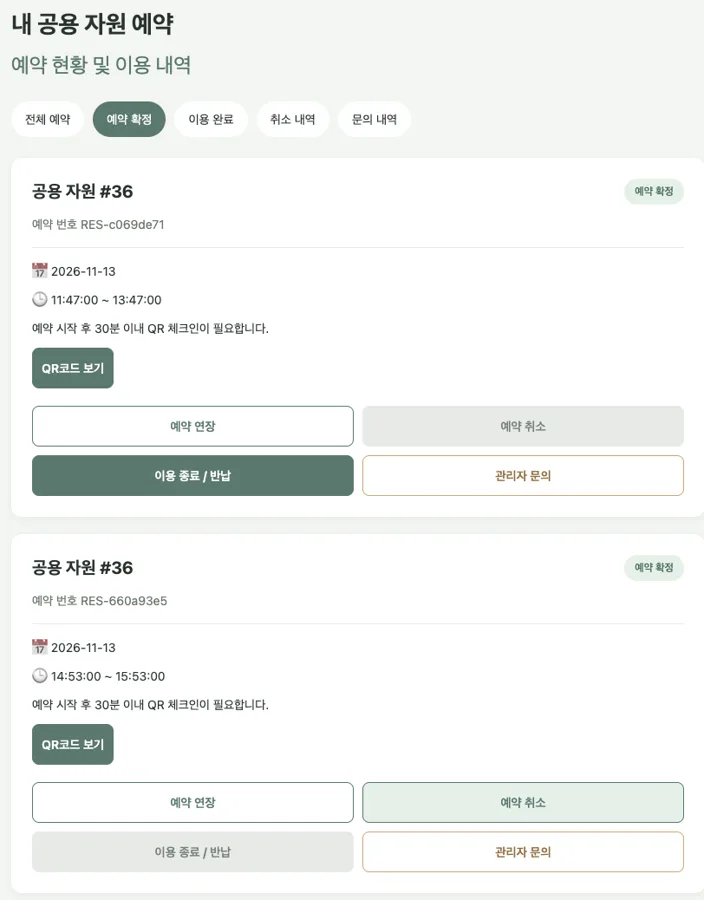 내 공용 자원 예약
예약 현황 및 이용 내역
전체 예약 예약 확정 이용 완료 취소 내역 문의 내역
공용 자원 #36 예약 확정
예약 번호 RES-c069de71
17 2026-11-13
11:47:00 ~ 13:47:00
예약 시작 후 30분 이내 QR 체크인이 필요합니다.
QR코드 보기
예약 연장 예약 취소
이용 종료 / 반납 관리자 문의
공용 자원 #36 예약 확정
예약 번호 RES-660a93e5
17 2026-11-13
14:53:00 ~ 15:53:00
예약 시작 후 30분 이내 QR 체크인이 필요합니다.
QR코드 보기
예약 연장 예약 취소
이용 종료 / 반납 관리자 문의